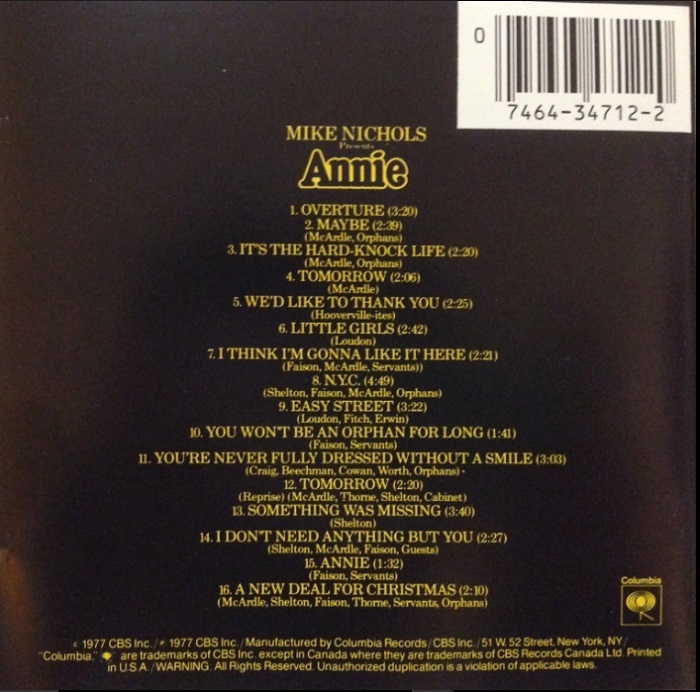 0
7464-34712-2
MIKE NICHOLS
Presents
Annie
1. OVERTURE (3:20)
2. MAYBE (2:39)
(McArdle, Orphans)
3. IT'S THE HARD-KNOCK LIFE (2:20)
(McArdle, Orphans)
4. TOMORROW (2:06)
(McArdle)
5. WE'D LIKE TO THANK YOU (2:25)
(Hooverville-ites)
6. LITTLE GIRLS (2:42)
(Loudon)
7. I THINK I'M GONNA LIKE IT HERE (2:21)
(Faison, McArdle, Servants))
8. N.Y.C. (4:49)
(Shelton, Faison, McArdle, Orphans)
9. EASY STREET (3:22)
(Loudon, Fitch, Erwin)
10. YOU WON'T BE AN ORPHAN FOR LONG (1:41)
(Faison, Servants)
11. YOU'RE NEVER FULLY DRESSED WITHOUT A SMILE (3:03)
(Craig, Beechman, Cowan, Worth, Orphans)
12. TOMORROW (2:20)
(Reprise) (McArdle, Thorne, Shelton, Cabinet)
13. SOMETHING WAS MISSING (3:40)
(Shelton)
14. I DON'T NEED ANYTHING BUT YOU (2:27)
(Shelton, McArdle, Faison, Guests)
15. ANNIE (1:32)
(Faison, Servants)
16. A NEW DEAL FOR CHRISTMAS (2:10)
(McArdle, Shelton, Faison, Thorne, Servants, Orphans)
Columbia
© 1977 CBS Inc./℗ 1977 CBS Inc./Manufactured by Columbia Records/CBS Inc./51 W. 52 Street, New York, NY/
"Columbia," are trademarks of CBS Inc. except in Canada where they are trademarks of CBS Records Canada Ltd. Printed
in U.S.A./WARNING: All Rights Reserved. Unauthorized duplication is a violation of applicable laws.